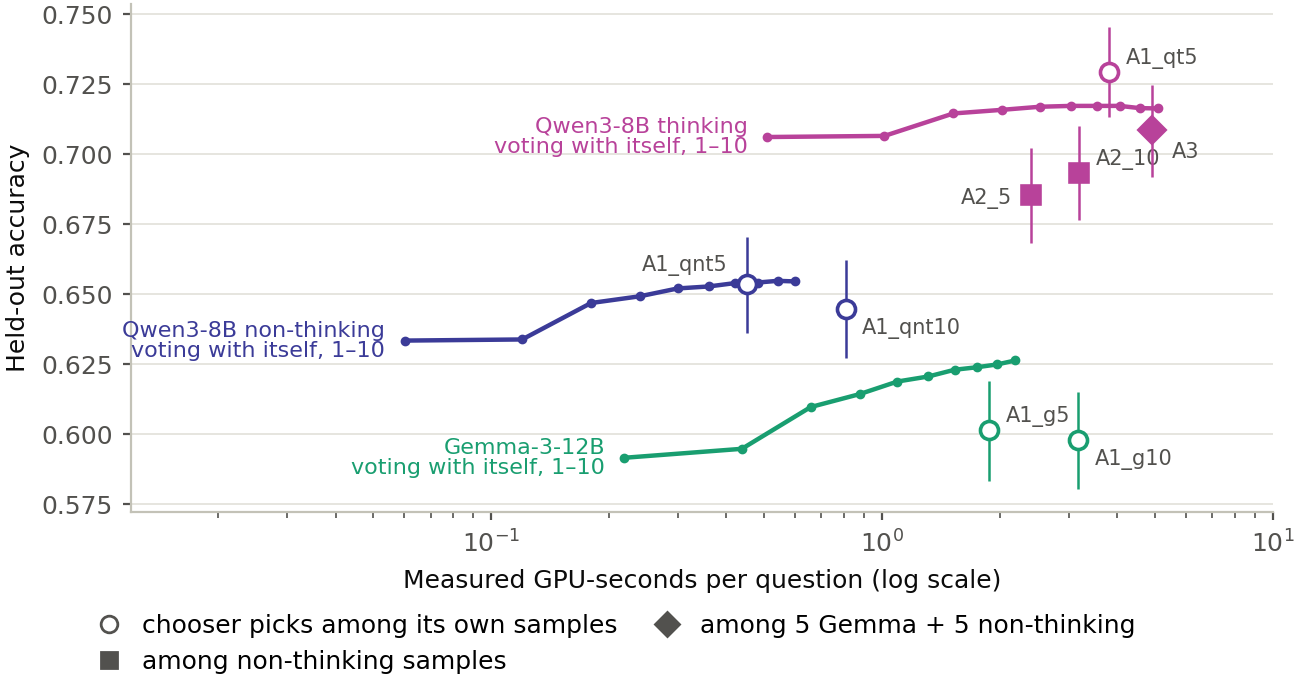 0.750
0.725
0.700
0.675
0.650
0.625
0.600
0.575
Held-out accuracy
A1_qt5
Qwen3-8B thinking
voting with itself, 1–10
A2_10
A3
A2_5
A1_qnt5
Qwen3-8B non-thinking
voting with itself, 1–10
A1_qnt10
A1_g5
Gemma-3-12B
voting with itself, 1–10
A1_g10
10⁻¹
10⁰
10¹
Measured GPU-seconds per question (log scale)
chooser picks among its own samples
among 5 Gemma + 5 non-thinking
among non-thinking samples